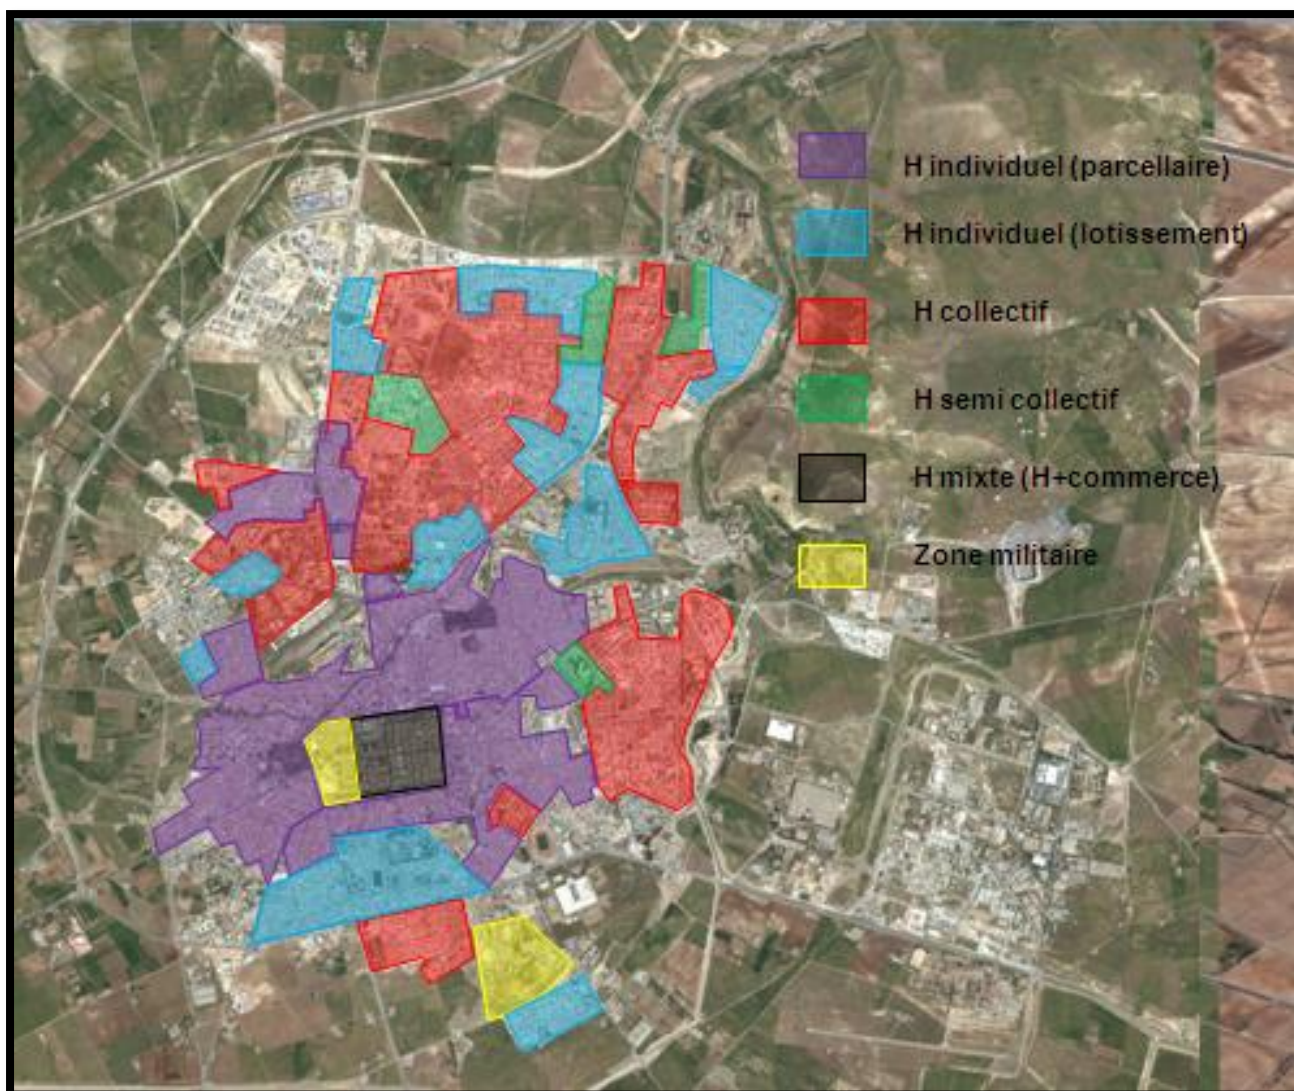 H individuel (parcellaire)
H individuel (lotissement)
H collectif
H semi collectif
H mixte (H+commerce)
Zone militaire